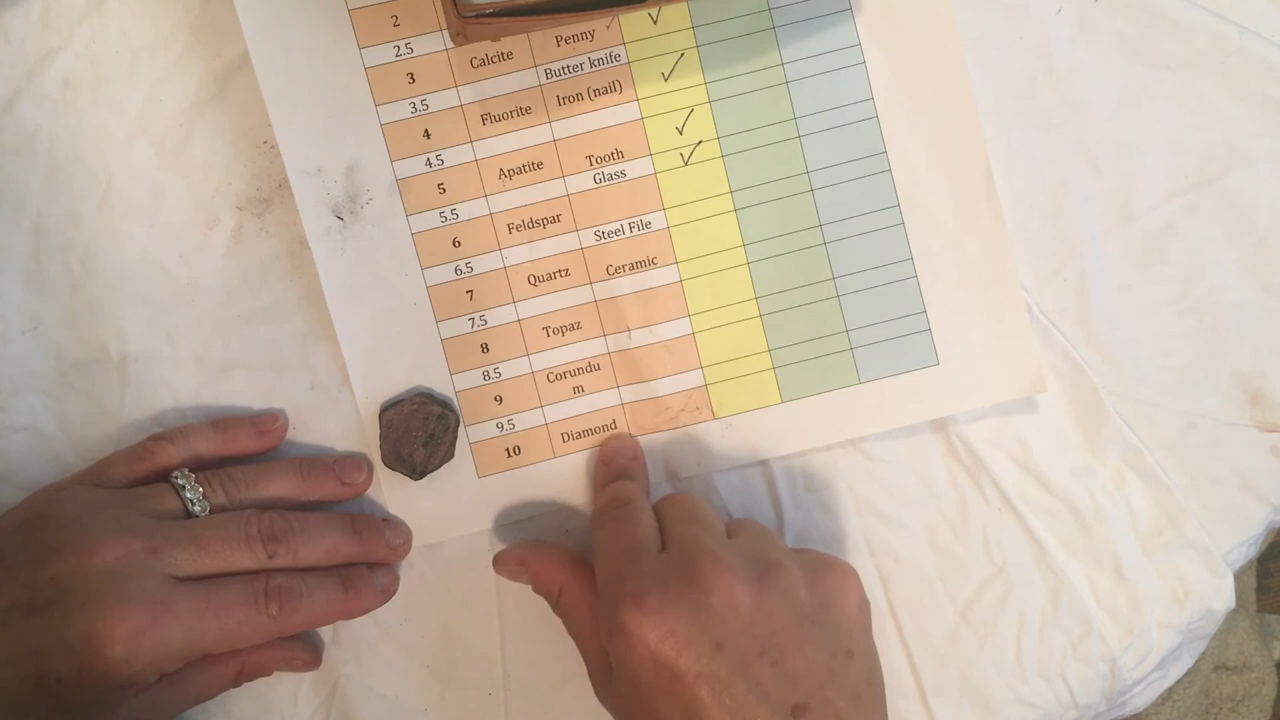 2
2.5
3 Calcite Penny ✓ ✓
Butter knife
3.5
4 Fluorite Iron (nail) ✓
4.5
5 Apatite Tooth ✓
5.5 Glass ✓
6 Feldspar
6.5 Steel File
7 Quartz Ceramic
7.5
8 Topaz
8.5
9 Corundu
m
9.5
10 Diamond